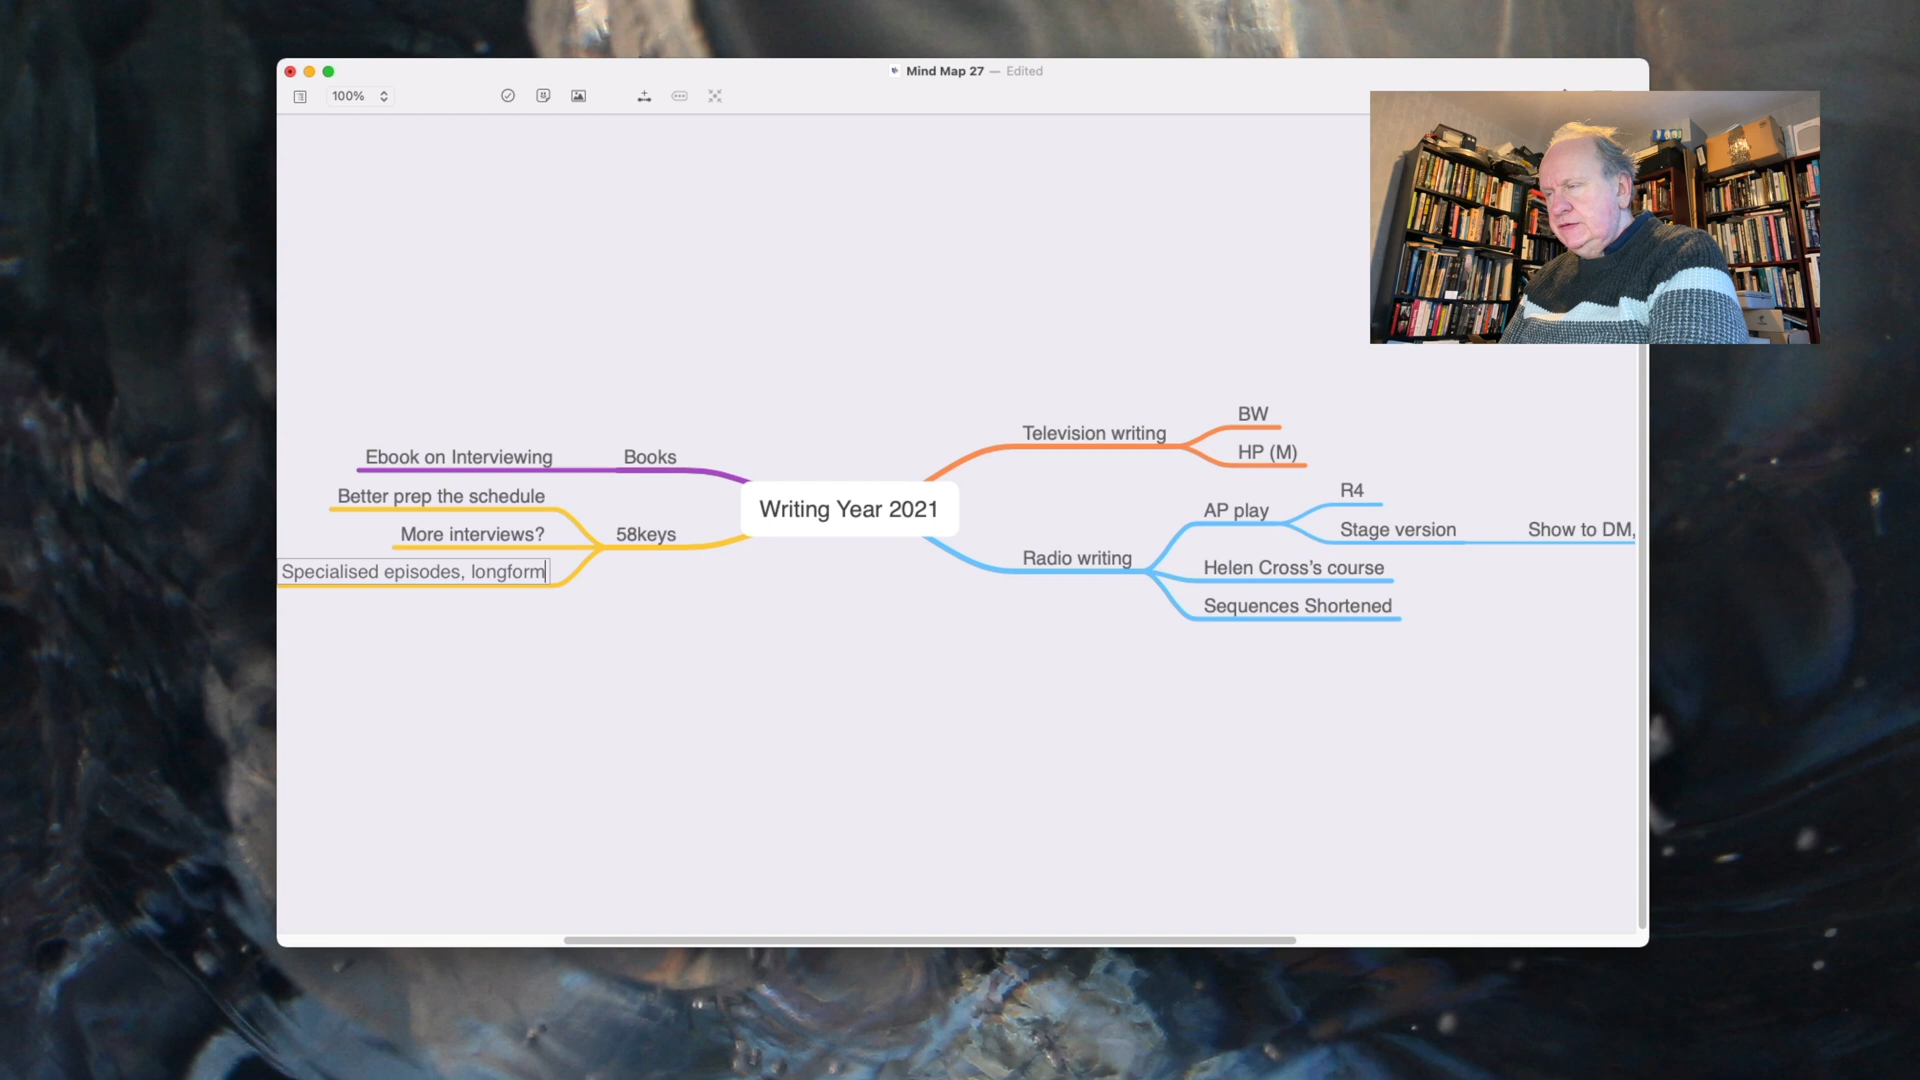 Mind Map 27 — Edited
100%
Ebook on Interviewing
Books
Better prep the schedule
More interviews?
58keys
Specialised episodes, longform
Writing Year 2021
Television writing
BW
HP (M)
Radio writing
AP play
R4
Stage version
Show to DM,
Helen Cross’s course
Sequences Shortened